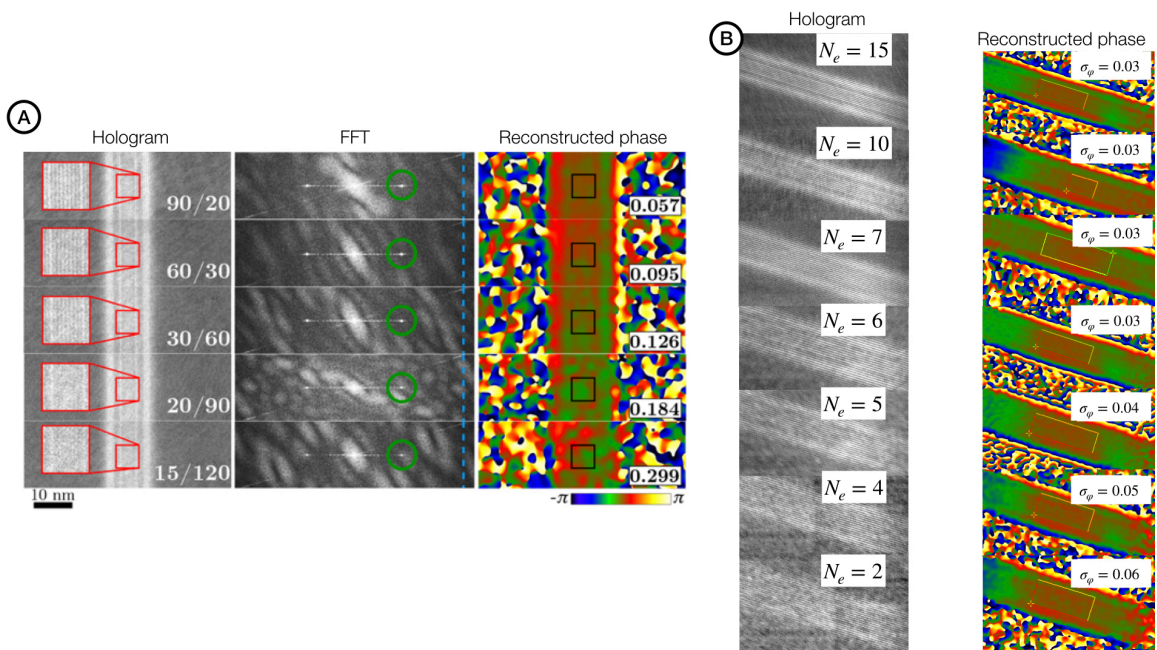 A
Hologram
FFT
Reconstructed phase
90/20
0.057
60/30
0.095
30/60
0.126
20/90
0.184
15/120
0.299
10 nm
-π
π
B
Hologram
Reconstructed phase
N_e = 15
σ_φ = 0.03
N_e = 10
σ_φ = 0.03
N_e = 7
σ_φ = 0.03
N_e = 6
σ_φ = 0.03
N_e = 5
σ_φ = 0.04
N_e = 4
σ_φ = 0.05
N_e = 2
σ_φ = 0.06